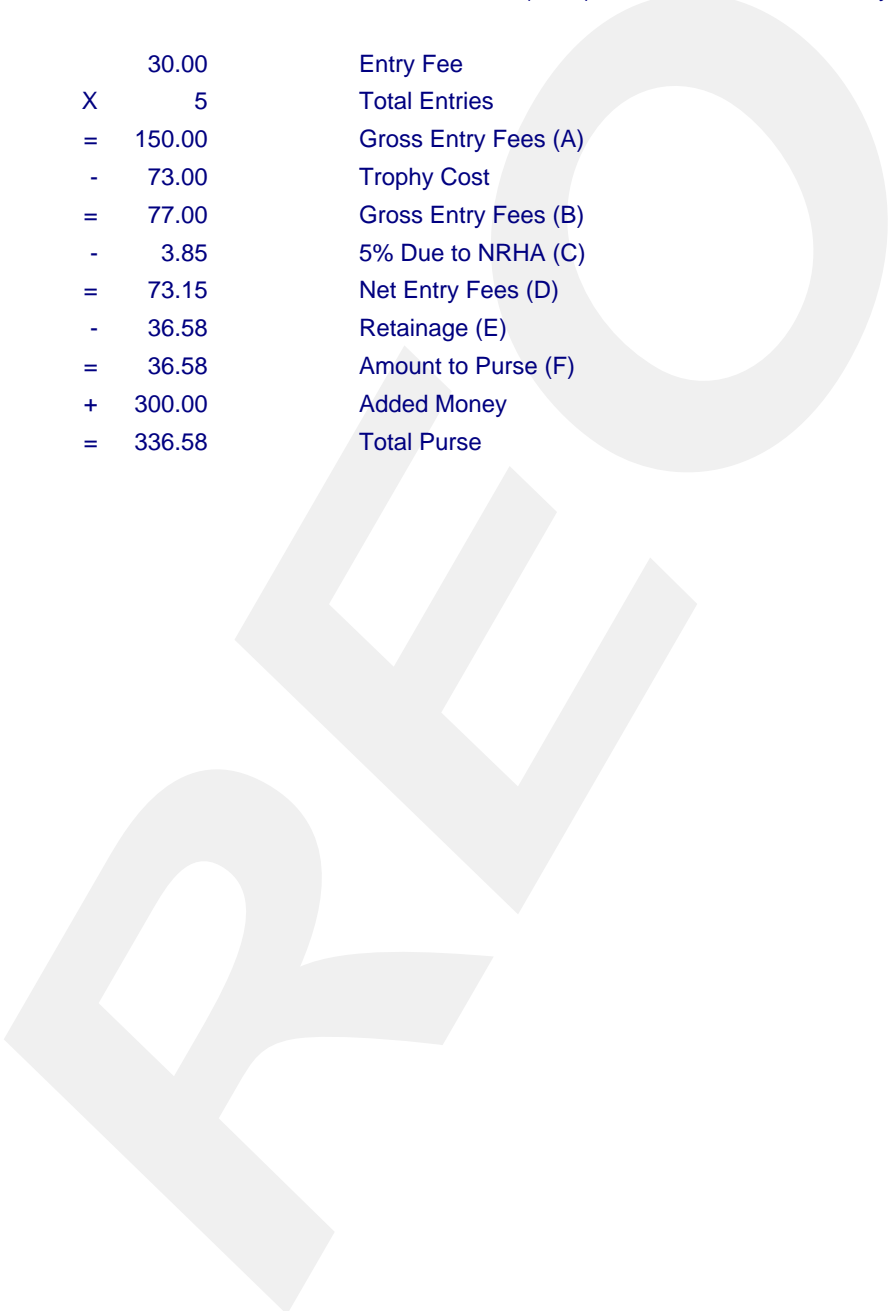 30.00 Entry Fee
X 5 Total Entries
= 150.00 Gross Entry Fees (A)
- 73.00 Trophy Cost
= 77.00 Gross Entry Fees (B)
- 3.85 5% Due to NRHA (C)
= 73.15 Net Entry Fees (D)
- 36.58 Retainage (E)
= 36.58 Amount to Purse (F)
+ 300.00 Added Money
= 336.58 Total Purse
REO